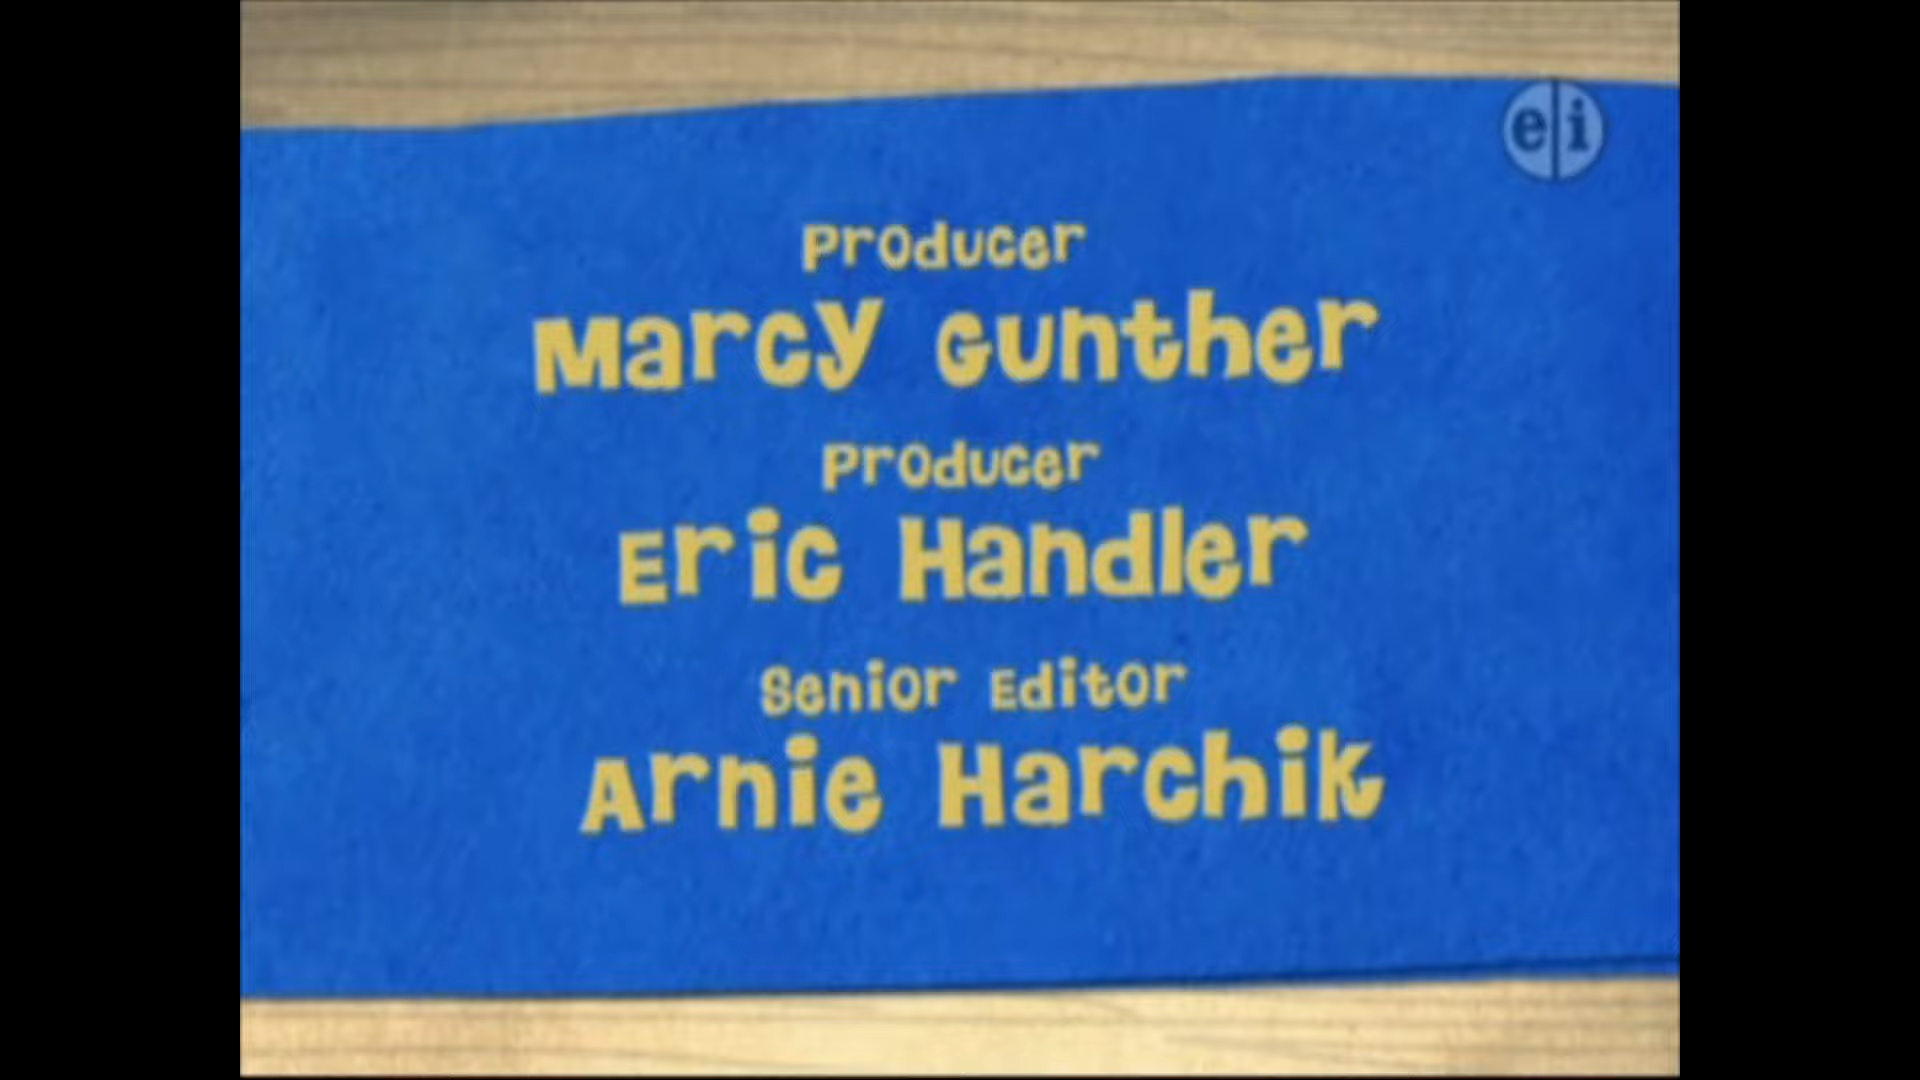 e|i
Producer
Marcy Gunther
Producer
Eric Handler
Senior Editor
Arnie Harchik